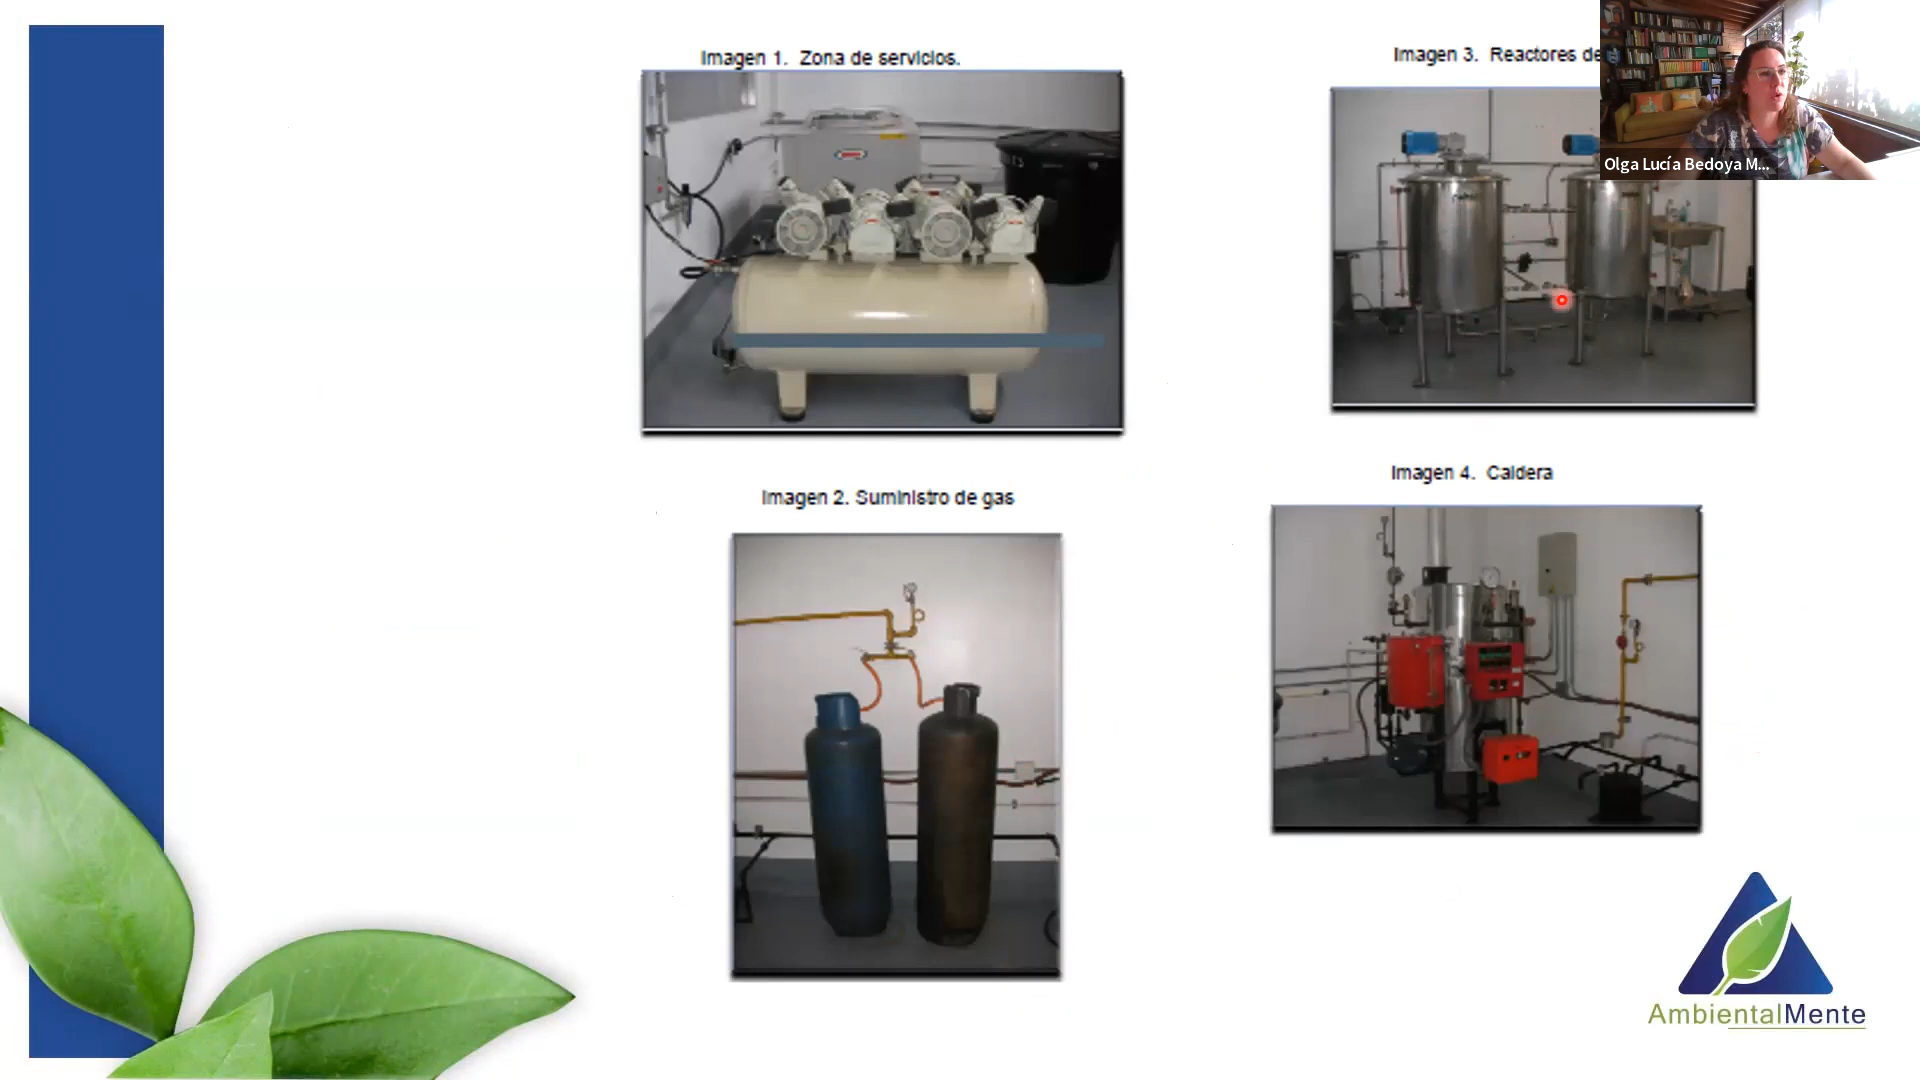 Imagen 1. Zona de servicios.
Imagen 3. Reactores de
Olga Lucía Bedoya M...
Imagen 2. Suministro de gas
Imagen 4. Caldera
AmbientalMente